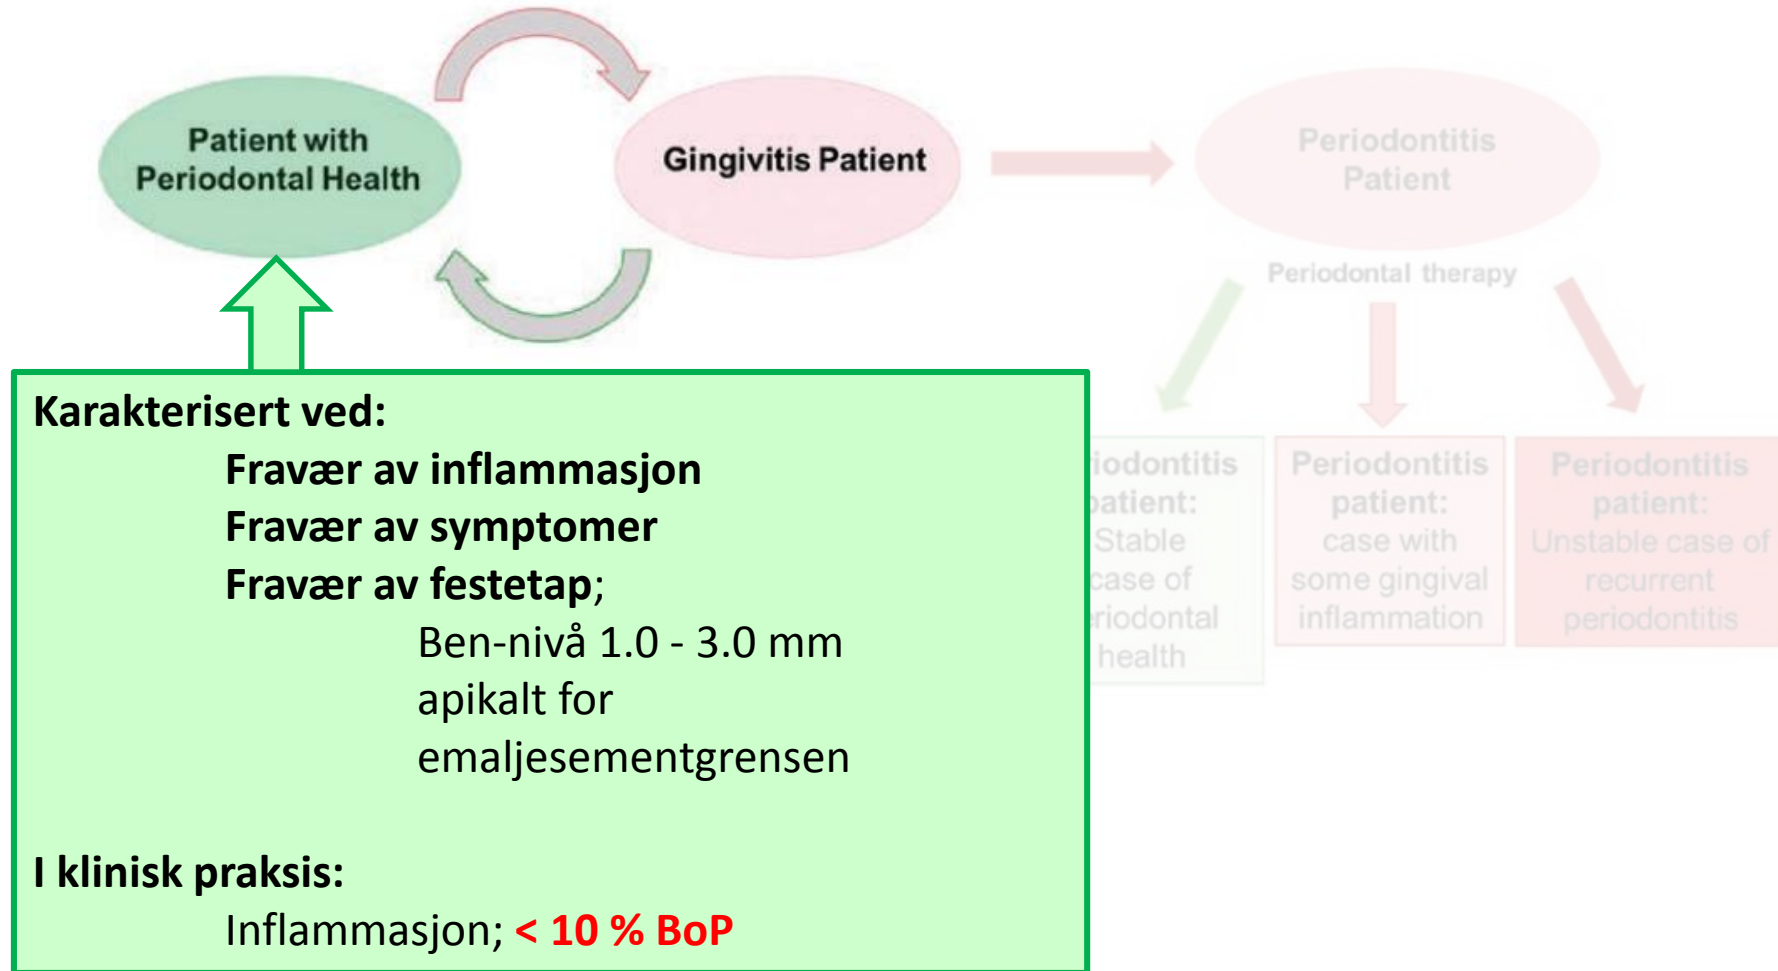 Patient with
Periodontal Health
Gingivitis Patient
Periodontitis
Patient
Periodontal therapy
Karakterisert ved:
Fravær av inflammasjon
Fravær av symptomer
Fravær av festetap;
Ben-nivå 1.0 - 3.0 mm
apikalt for
emaljesementgrensen
I klinisk praksis:
Inflammasjon; < 10 % BoP
iodontitis
patient:
Stable
case of
riodontal
health
Periodontitis
patient:
case with
some gingival
inflammation
Periodontitis
patient:
Unstable case of
recurrent
periodontitis